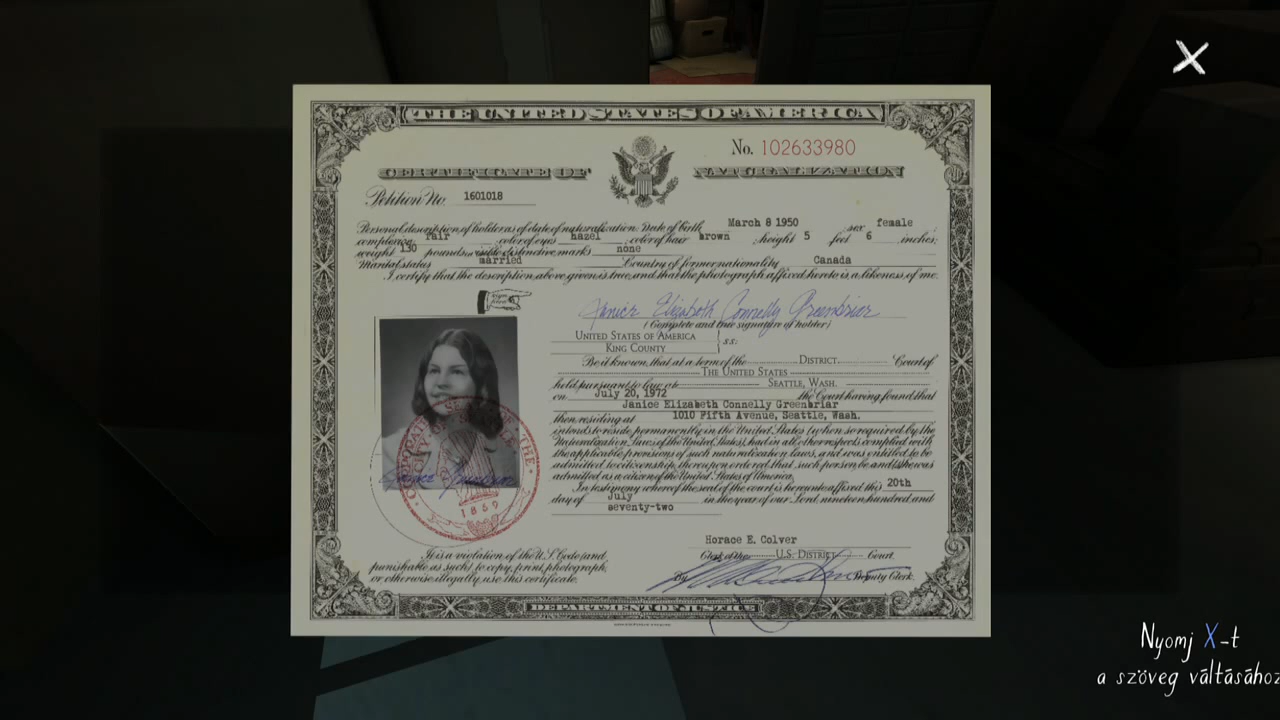 THE UNITED STATES OF AMERICA
No. 102633980
CERTIFICATE OF NATURALIZATION
Petition No. 1601018
Personal description of holder as of date of naturalization: Date of birth March 8 1950 sex female
complexion fair color of eyes hazel color of hair brown height 5 feet 6 inches;
weight 130 pounds; visible distinctive marks none
Marital status married Country of former nationality Canada
I certify that the description above given is true, and that the photograph affixed hereto is a likeness of me.
sign here
Janice Elizabeth Connelly Greenbriar
(Complete and true signature of holder)
UNITED STATES OF AMERICA
KING COUNTY
ss:
Be it known, that at a term of the DISTRICT Court of
THE UNITED STATES
held pursuant to law at SEATTLE, WASH.
on July 20, 1972 the Court having found that
Janice Elizabeth Connelly Greenbriar
then residing at 1010 Fifth Avenue, Seattle, Wash.
intends to reside permanently in the United States (when so required by the
Naturalization Laws of the United States), had in all other respects complied with
the applicable provisions of such naturalization laws, and was entitled to be
admitted to citizenship, thereupon ordered that such person be and (s)he was
admitted as a citizen of the United States of America.
In testimony whereof the seal of the court is hereunto affixed this 20th
day of July in the year of our Lord nineteen hundred and
seventy-two
1859
Horace E. Colver
Clerk of the U.S. DISTRICT Court.
By Deputy Clerk.
It is a violation of the U.S. Code (and
punishable as such) to copy, print, photograph,
or otherwise illegally use this certificate.
DEPARTMENT OF JUSTICE
Nyomj X-t
a szöveg váltásához